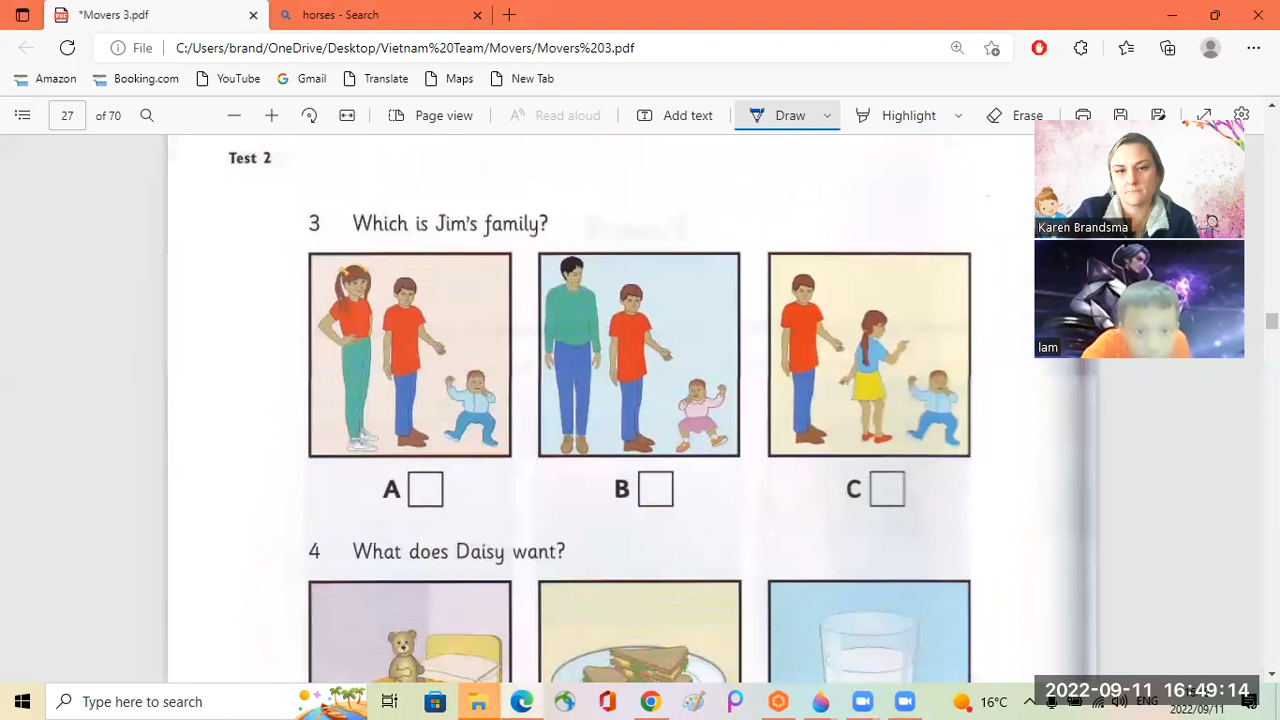 *Movers 3.pdf
horses - Search
File
C:/Users/brand/OneDrive/Desktop/Vietnam%20Team/Movers/Movers%203.pdf
Amazon
Booking.com
YouTube
Gmail
Translate
Maps
New Tab
27 of 70
Page view
Read aloud
Add text
Draw
Highlight
Erase
Test 2
3 Which is Jim's family?
A
B
C
4 What does Daisy want?
Karen Brandsma
lam
Type here to search
16°C
ENG
2022-09-11 16:49:14
2022/09/11